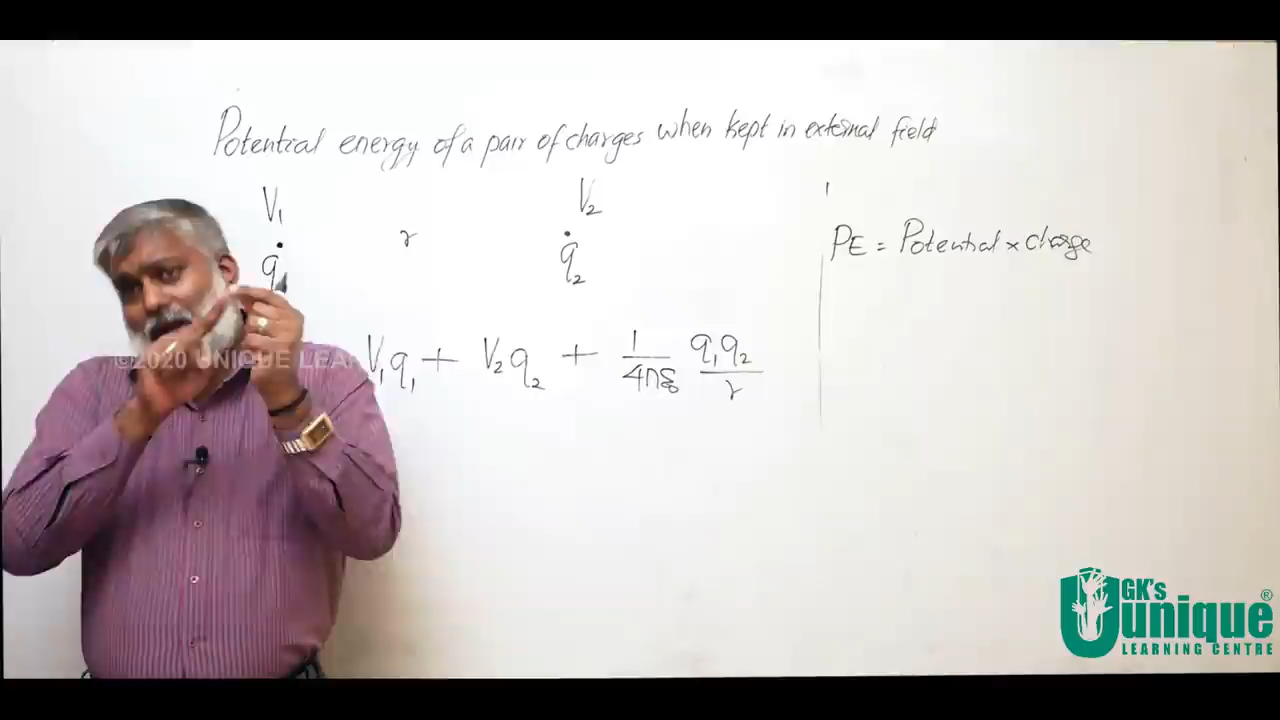 Potential energy of a pair of charges when kept in external field
V₁ V₂
r
q₁ q₂
PE = Potential × charge
V₁q₁ + V₂q₂ + 1/4πε₀ q₁q₂/r
©2020 UNIQUE LEAR
GK's
unique®
LEARNING CENTRE